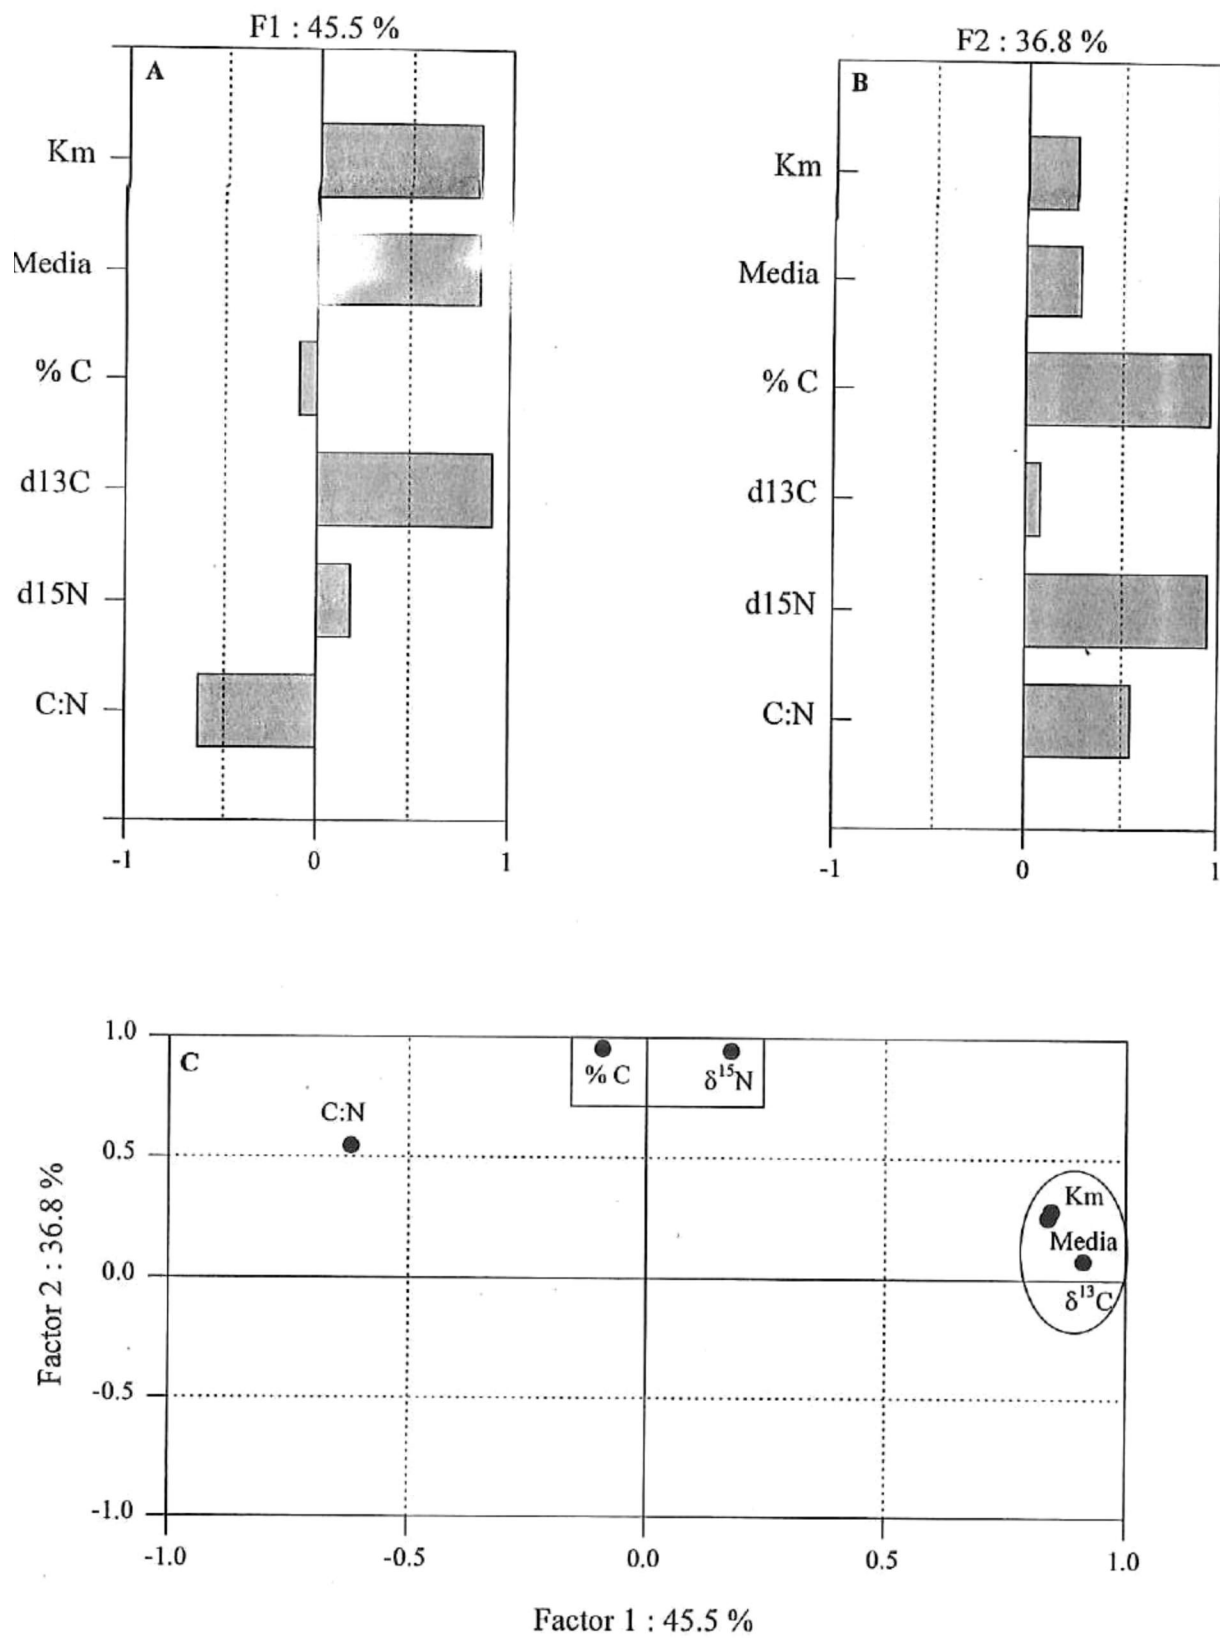 F1 : 45.5 %
A
Km
Media
% C
d13C
d15N
C:N
-1 0 1
F2 : 36.8 %
B
Km
Media
% C
d13C
d15N
C:N
-1 0 1
C
1.0
0.5
0.0
-0.5
-1.0
Factor 2 : 36.8 %
C:N
% C
δ¹⁵N
Km
Media
δ¹³C
-1.0 -0.5 0.0 0.5 1.0
Factor 1 : 45.5 %